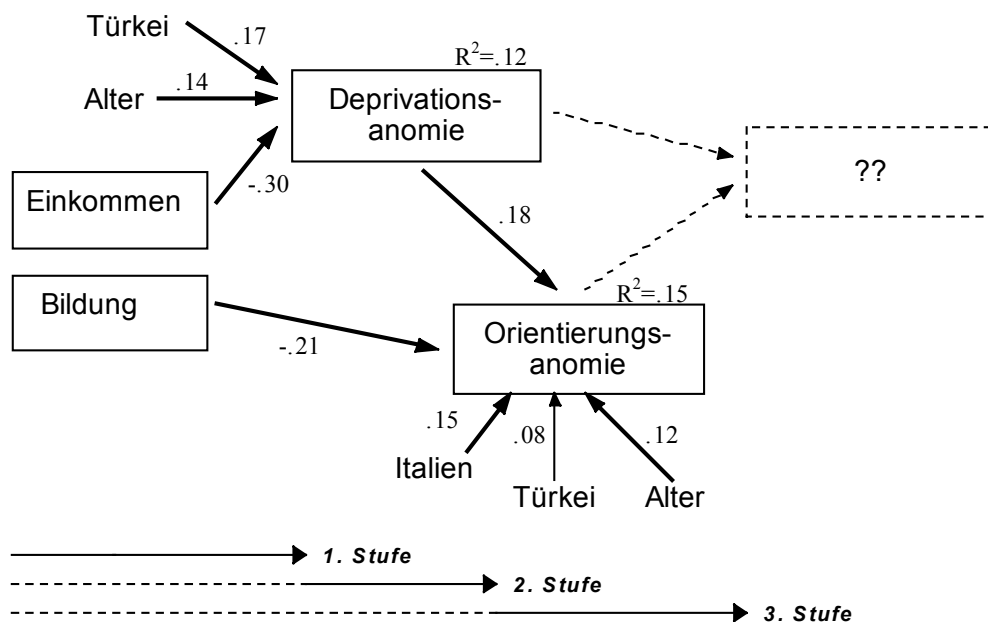 Türkei
.17
R²=.12
Alter
.14
Deprivations-
anomie
??
-.30
Einkommen
.18
Bildung
R²=.15
-.21
Orientierungs-
anomie
.15
.08
.12
Italien
Türkei
Alter
1. Stufe
2. Stufe
3. Stufe